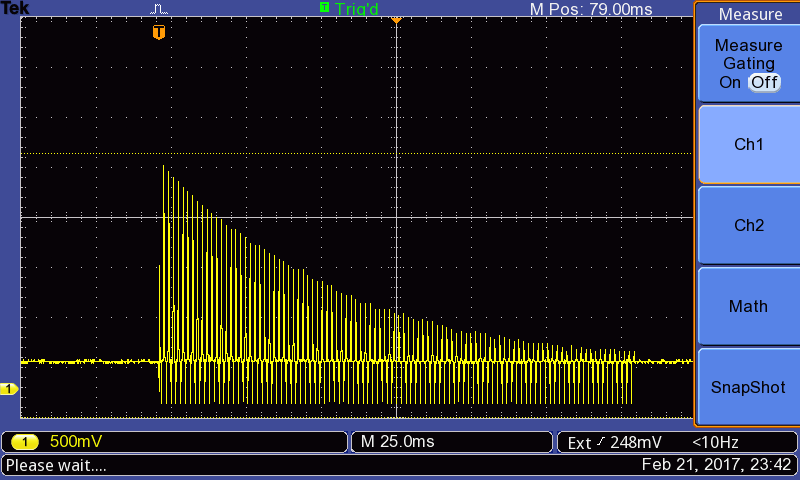 Tek
T Trig'd
M Pos: 79.00ms
Measure
T
Measure
Gating
On Off
Ch1
Ch2
Math
SnapShot
1
1 500mV
M 25.0ms
Ext 248mV <10Hz
Please wait....
Feb 21, 2017, 23:42